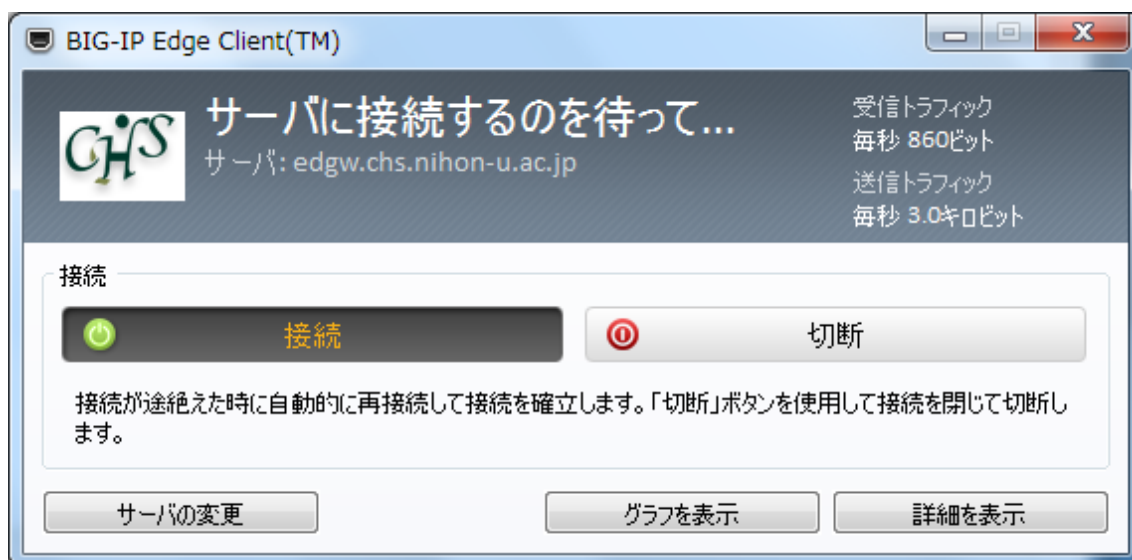 BIG-IP Edge Client(TM)
CHS
サーバに接続するのを待って...
サーバ: edgw.chs.nihon-u.ac.jp
受信トラフィック
毎秒 860ビット
送信トラフィック
毎秒 3.0キロビット
接続
接続
切断
接続が途絶えた時に自動的に再接続して接続を確立します。「切断」ボタンを使用して接続を閉じて切断し
ます。
サーバの変更
グラフを表示
詳細を表示